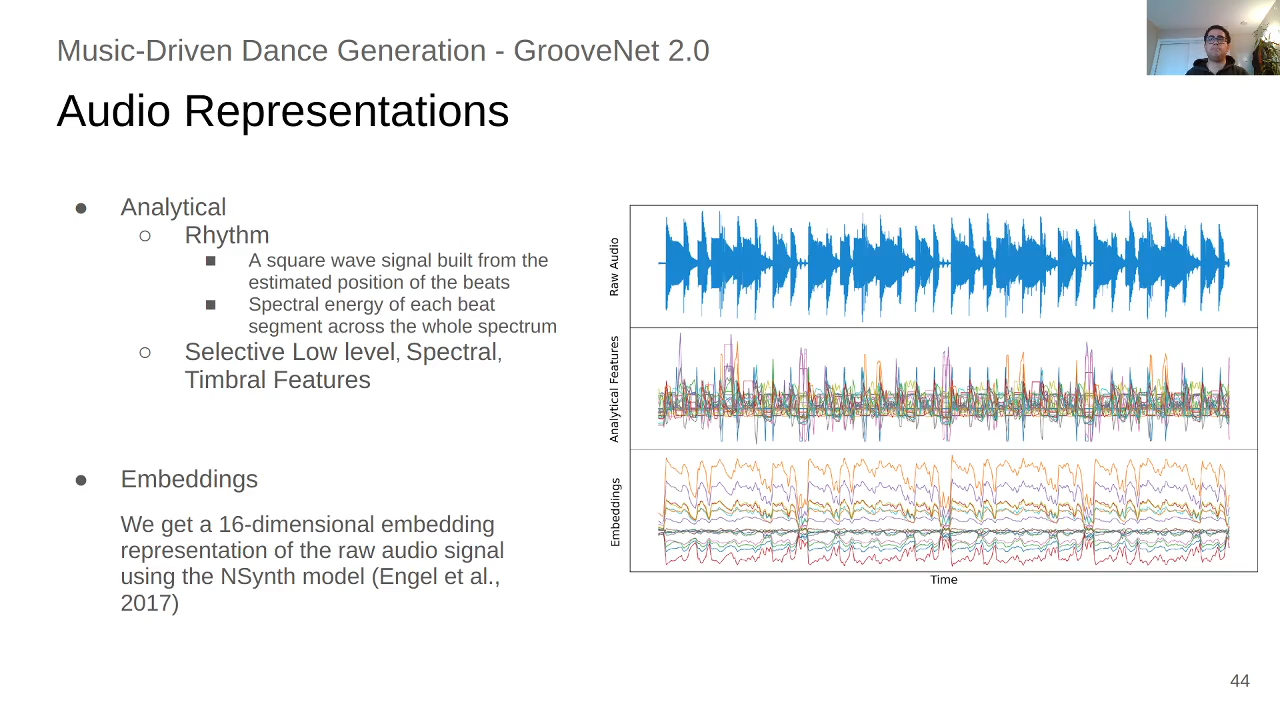 Music-Driven Dance Generation - GrooveNet 2.0
Audio Representations
● Analytical
○ Rhythm
■ A square wave signal built from the
estimated position of the beats
■ Spectral energy of each beat
segment across the whole spectrum
○ Selective Low level, Spectral,
Timbral Features
● Embeddings
We get a 16-dimensional embedding
representation of the raw audio signal
using the NSynth model (Engel et al.,
2017)
Raw Audio
Analytical Features
Embeddings
Time
44